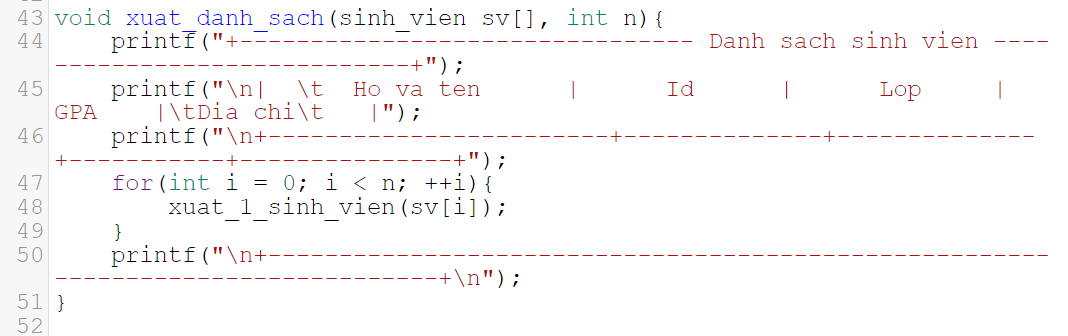 43 void xuat_danh_sach(sinh_vien sv[], int n){
44     printf("+-------------------------------- Danh sach sinh vien ----
-------------------------+");
45     printf("\n|  \t  Ho va ten      |      Id      |      Lop     |
GPA    |\tDia chi\t   |");
46     printf("\n+------------------------+--------------+--------------
+-----------+---------------+");
47     for(int i = 0; i < n; ++i){
48         xuat_1_sinh_vien(sv[i]);
49     }
50     printf("\n+-------------------------------------------------------
---------------------------+\n");
51 }
52